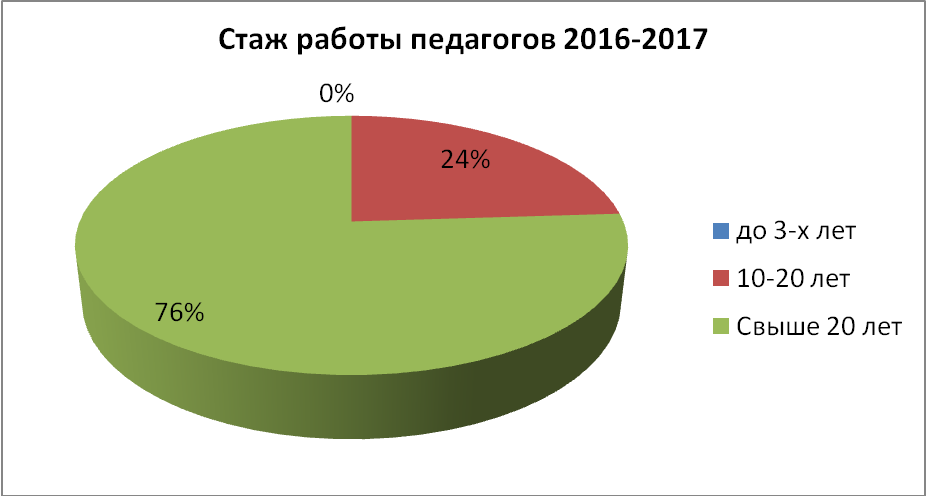 Стаж работы педагогов 2016-2017
0%
24%
76%
до 3-х лет
10-20 лет
Свыше 20 лет